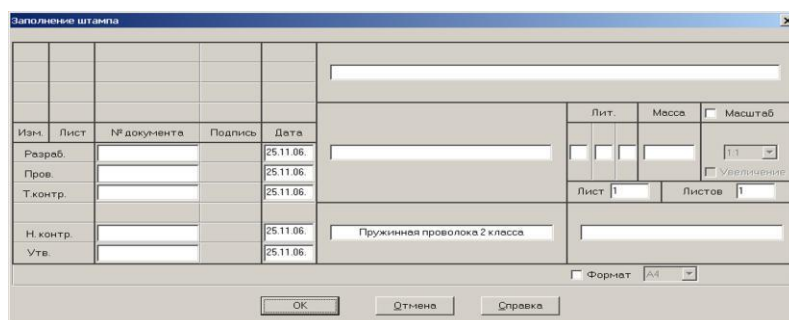 Заполнение штампа
Лит. Масса Масштаб
Изм. Лист № документа Подпись Дата
Разраб. 25.11.06. 1:1
Пров. 25.11.06. Увеличение
Т.контр. 25.11.06. Лист 1 Листов 1
Н. контр. 25.11.06. Пружинная проволока 2 класса
Утв. 25.11.06.
Формат A4
OK Отмена Справка